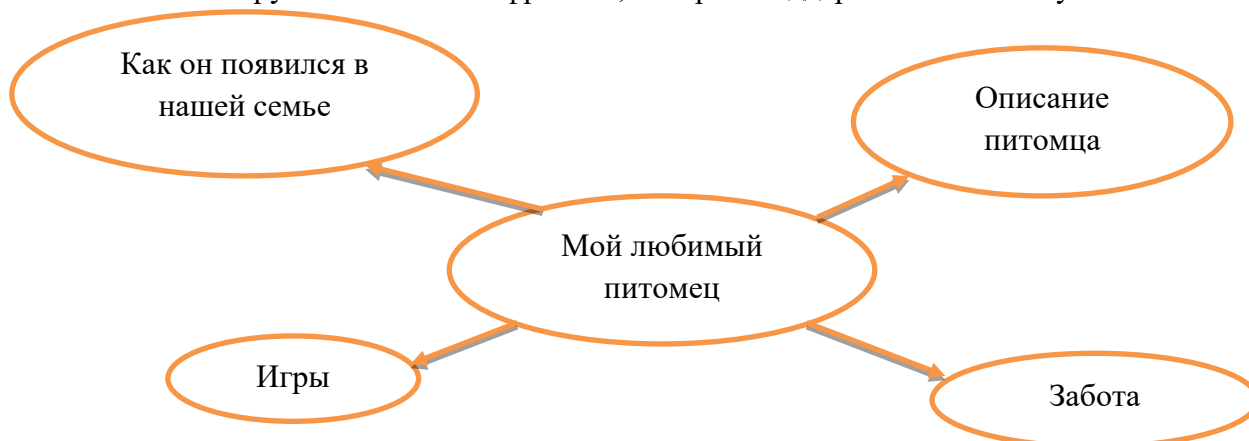 Как он появился в
нашей семье
Описание
питомца
Мой любимый
питомец
Игры
Забота